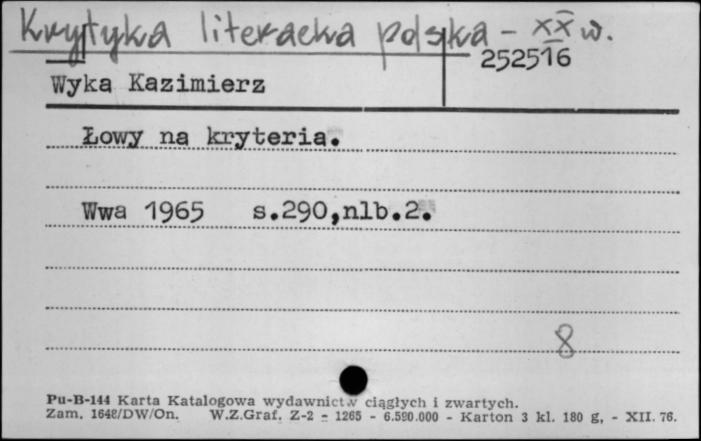 Krytyka literacka polska - XX w.
252516
Wyka Kazimierz
Łowy na kryteria.
Wwa 1965 s.290,nlb.2.
8
Pu-B-144 Karta Katalogowa wydawnictw ciągłych i zwartych.
Zam. 1648/DW/On. W.Z.Graf. Z-2 - 1265 - 6.590.000 - Karton 3 kl. 180 g, - XII. 76.